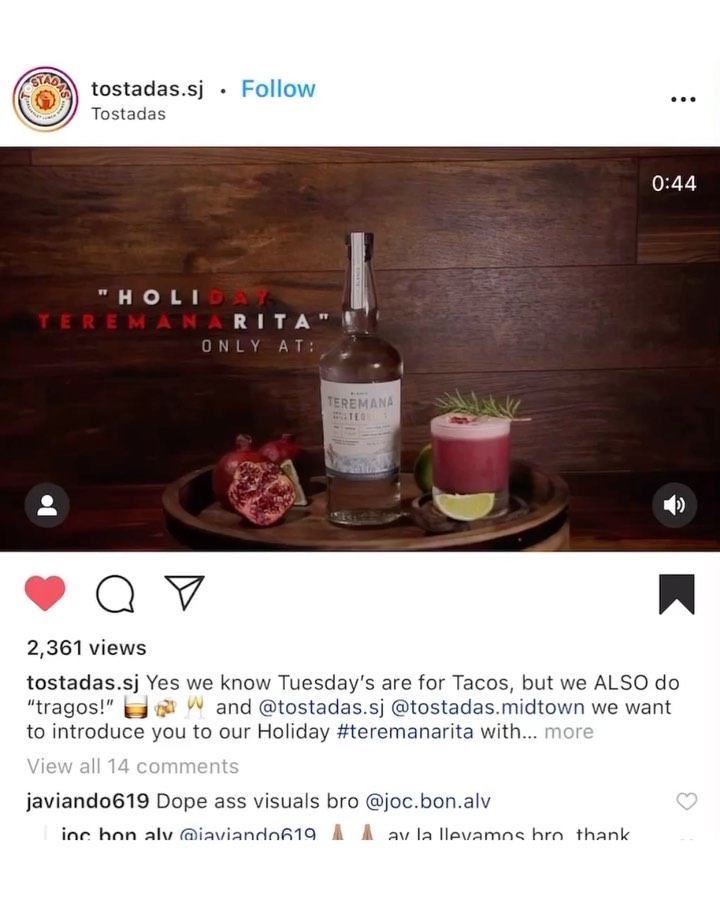 TOSTADAS
tostadas.sj • Follow
Tostadas
0:44
"HOLIDAY
TEREMANARITA"
ONLY AT:
TEREMANA
TEQUILA
2,361 views
tostadas.sj Yes we know Tuesday's are for Tacos, but we ALSO do
"tragos!" 🥃 🍻 🥂 and @tostadas.sj @tostadas.midtown we want
to introduce you to our Holiday #teremanarita with... more
View all 14 comments
javiando619 Dope ass visuals bro @joc.bon.alv
joc.bon.alv @javiando619 🙏🏽 🙏🏽 ay la llevamos bro, thank